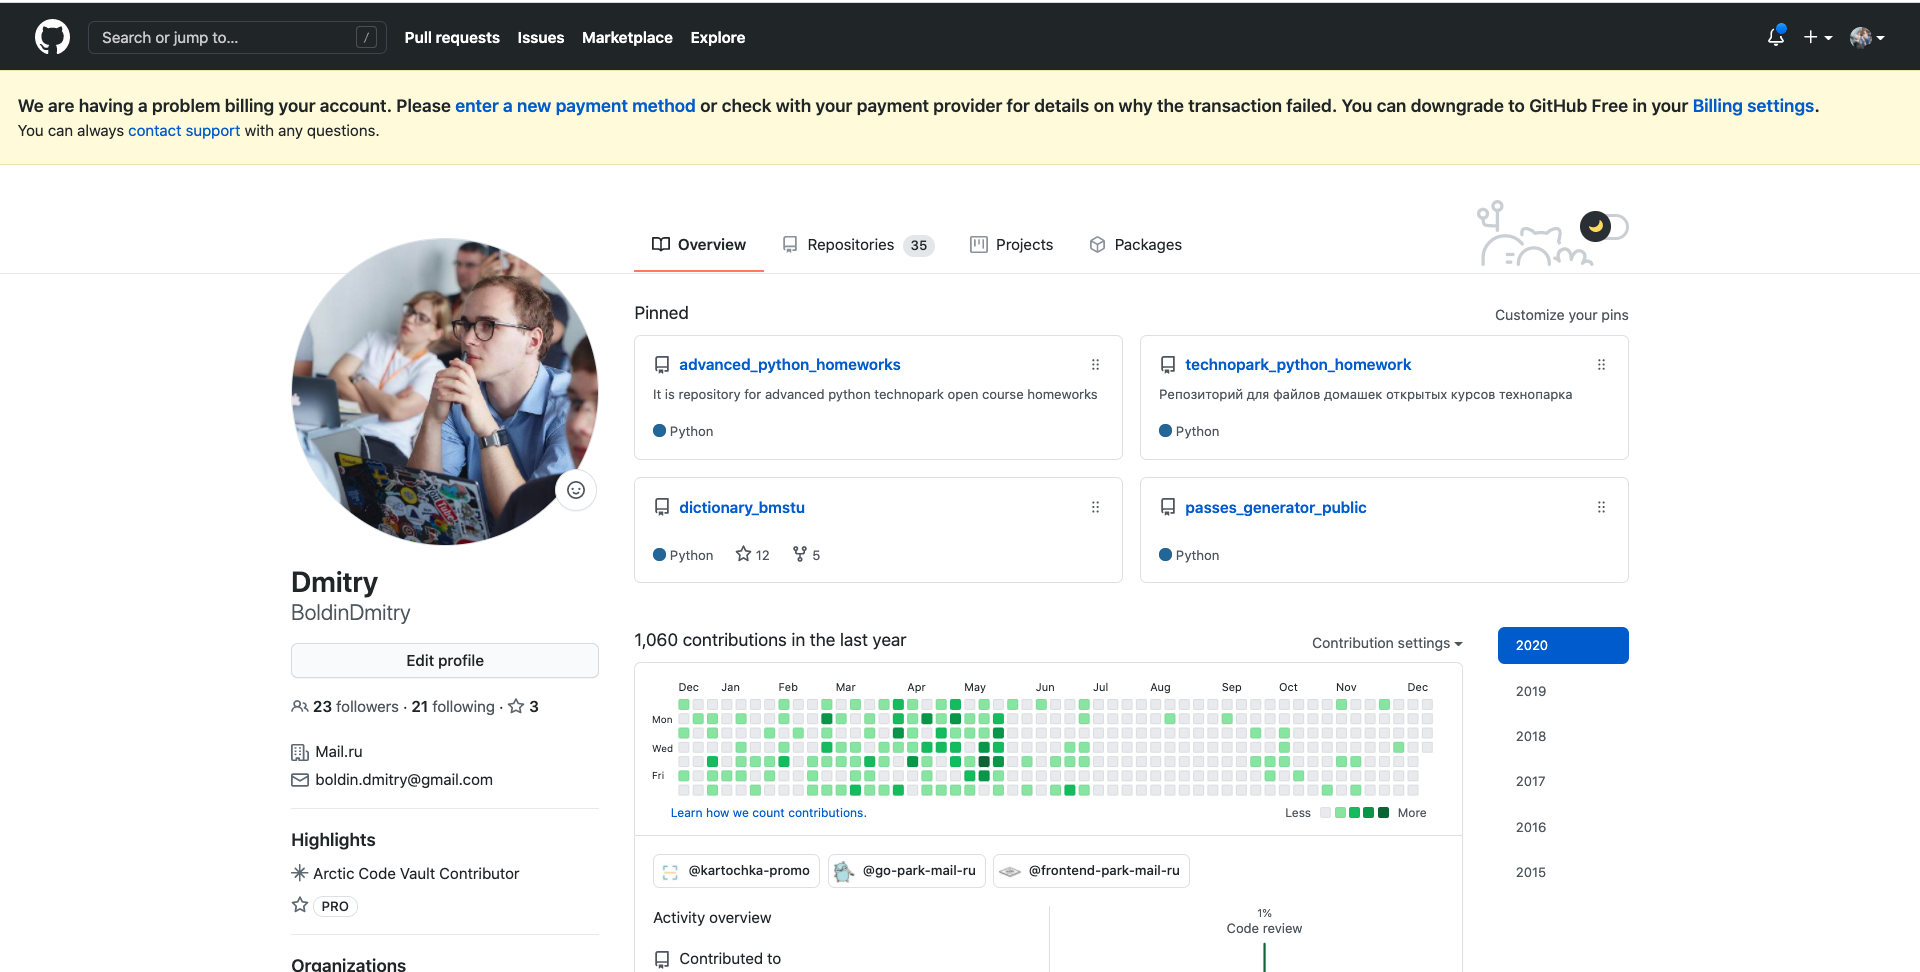 Search or jump to... /
Pull requests Issues Marketplace Explore
We are having a problem billing your account. Please enter a new payment method or check with your payment provider for details on why the transaction failed. You can downgrade to GitHub Free in your Billing settings.
You can always contact support with any questions.
Overview Repositories 35 Projects Packages
Dmitry
BoldinDmitry
Edit profile
23 followers · 21 following · 3
Mail.ru
boldin.dmitry@gmail.com
Highlights
Arctic Code Vault Contributor
PRO
Organizations
Pinned
Customize your pins
advanced_python_homeworks
It is repository for advanced python technopark open course homeworks
Python
technopark_python_homework
Репозиторий для файлов домашек открытых курсов технопарка
Python
dictionary_bmstu
Python 12 5
passes_generator_public
Python
1,060 contributions in the last year
Contribution settings
Dec Jan Feb Mar Apr May Jun Jul Aug Sep Oct Nov Dec
Mon
Wed
Fri
Learn how we count contributions.
Less More
@kartochka-promo @go-park-mail-ru @frontend-park-mail-ru
Activity overview
Contributed to
1%
Code review
2020
2019
2018
2017
2016
2015